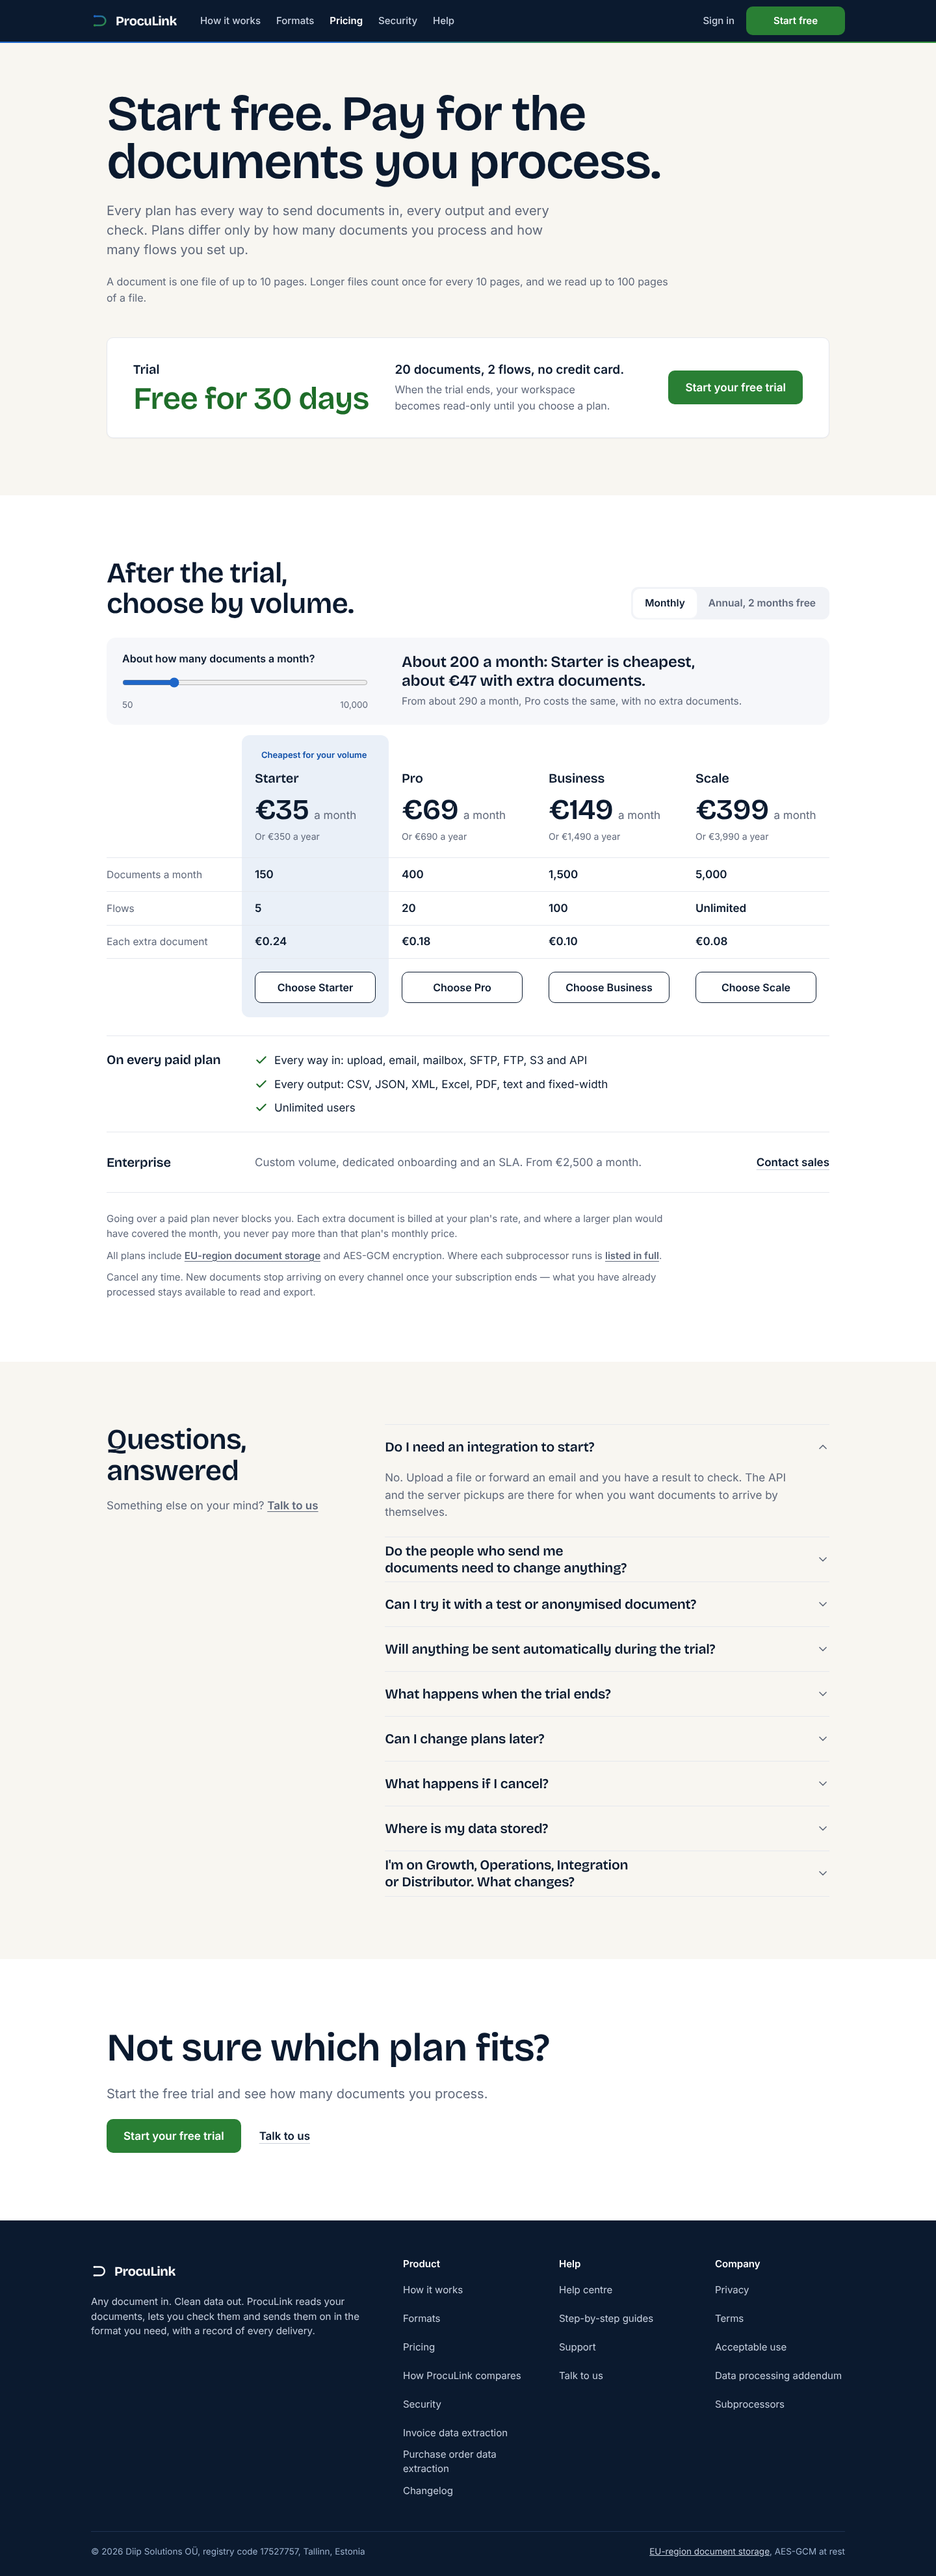 ProcuLink
How it works
Formats
Pricing
Security
Help
Sign in
Start free
Start free. Pay for the
documents you process.
Every plan has every way to send documents in, every output and every
check. Plans differ only by how many documents you process and how
many flows you set up.
A document is one file of up to 10 pages. Longer files count once for every 10 pages, and we read up to 100 pages
of a file.
Trial
Free for 30 days
20 documents, 2 flows, no credit card.
When the trial ends, your workspace
becomes read-only until you choose a plan.
Start your free trial
After the trial,
choose by volume.
Monthly
Annual, 2 months free
About how many documents a month?
50
10,000
About 200 a month: Starter is cheapest,
about €47 with extra documents.
From about 290 a month, Pro costs the same, with no extra documents.
Cheapest for your volume
Starter
Pro
Business
Scale
€35 a month
€69 a month
€149 a month
€399 a month
Or €350 a year
Or €690 a year
Or €1,490 a year
Or €3,990 a year
Documents a month
150
400
1,500
5,000
Flows
5
20
100
Unlimited
Each extra document
€0.24
€0.18
€0.10
€0.08
Choose Starter
Choose Pro
Choose Business
Choose Scale
On every paid plan
Every way in: upload, email, mailbox, SFTP, FTP, S3 and API
Every output: CSV, JSON, XML, Excel, PDF, text and fixed-width
Unlimited users
Enterprise
Custom volume, dedicated onboarding and an SLA. From €2,500 a month.
Contact sales
Going over a paid plan never blocks you. Each extra document is billed at your plan's rate, and where a larger plan would
have covered the month, you never pay more than that plan's monthly price.
All plans include EU-region document storage and AES-GCM encryption. Where each subprocessor runs is listed in full.
Cancel any time. New documents stop arriving on every channel once your subscription ends — what you have already
processed stays available to read and export.
Questions,
answered
Something else on your mind? Talk to us
Do I need an integration to start?
No. Upload a file or forward an email and you have a result to check. The API
and the server pickups are there for when you want documents to arrive by
themselves.
Do the people who send me
documents need to change anything?
Can I try it with a test or anonymised document?
Will anything be sent automatically during the trial?
What happens when the trial ends?
Can I change plans later?
What happens if I cancel?
Where is my data stored?
I'm on Growth, Operations, Integration
or Distributor. What changes?
Not sure which plan fits?
Start the free trial and see how many documents you process.
Start your free trial
Talk to us
ProcuLink
Any document in. Clean data out. ProcuLink reads your
documents, lets you check them and sends them on in the
format you need, with a record of every delivery.
Product
How it works
Formats
Pricing
How ProcuLink compares
Security
Invoice data extraction
Purchase order data
extraction
Changelog
Help
Help centre
Step-by-step guides
Support
Talk to us
Company
Privacy
Terms
Acceptable use
Data processing addendum
Subprocessors
© 2026 Diip Solutions OÜ, registry code 17527757, Tallinn, Estonia
EU-region document storage, AES-GCM at rest